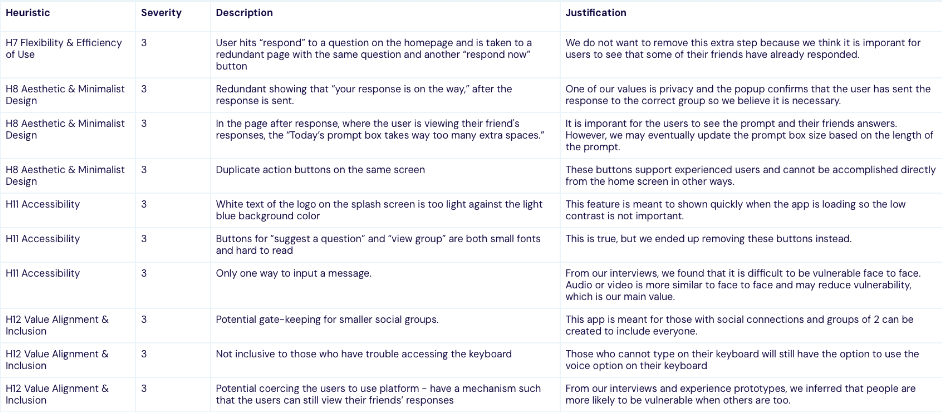 Heuristic Severity Description Justification
H7 Flexibility & Efficiency of Use 3 User hits “respond” to a question on the homepage and is taken to a redundant page with the same question and another “respond now” button We do not want to remove this extra step because we think it is imporant for users to see that some of their friends have already responded.
H8 Aesthetic & Minimalist Design 3 Redundant showing that “your response is on the way,” after the response is sent. One of our values is privacy and the popup confirms that the user has sent the response to the correct group so we believe it is necessary.
H8 Aesthetic & Minimalist Design 3 In the page after response, where the user is viewing their friend's responses, the “Today’s prompt box takes way too many extra spaces.” It is imporant for the users to see the prompt and their friends answers. However, we may eventually update the prompt box size based on the length of the prompt.
H8 Aesthetic & Minimalist Design 3 Duplicate action buttons on the same screen These buttons support experienced users and cannot be accomplished directly from the home screen in other ways.
H11 Accessibility 3 White text of the logo on the splash screen is too light against the light blue background color This feature is meant to shown quickly when the app is loading so the low contrast is not important.
H11 Accessibility 3 Buttons for “suggest a question” and “view group” are both small fonts and hard to read This is true, but we ended up removing these buttons instead.
H11 Accessibility 3 Only one way to input a message. From our interviews, we found that it is difficult to be vulnerable face to face. Audio or video is more similar to face to face and may reduce vulnerability, which is our main value.
H12 Value Alignment & Inclusion 3 Potential gate-keeping for smaller social groups. This app is meant for those with social connections and groups of 2 can be created to include everyone.
H12 Value Alignment & Inclusion 3 Not inclusive to those who have trouble accessing the keyboard Those who cannot type on their keyboard will still have the option to use the voice option on their keyboard
H12 Value Alignment & Inclusion 3 Potential coercing the users to use platform - have a mechanism such that the users can still view their friends’ responses From our interviews and experience prototypes, we inferred that people are more likely to be vulnerable when others are too.